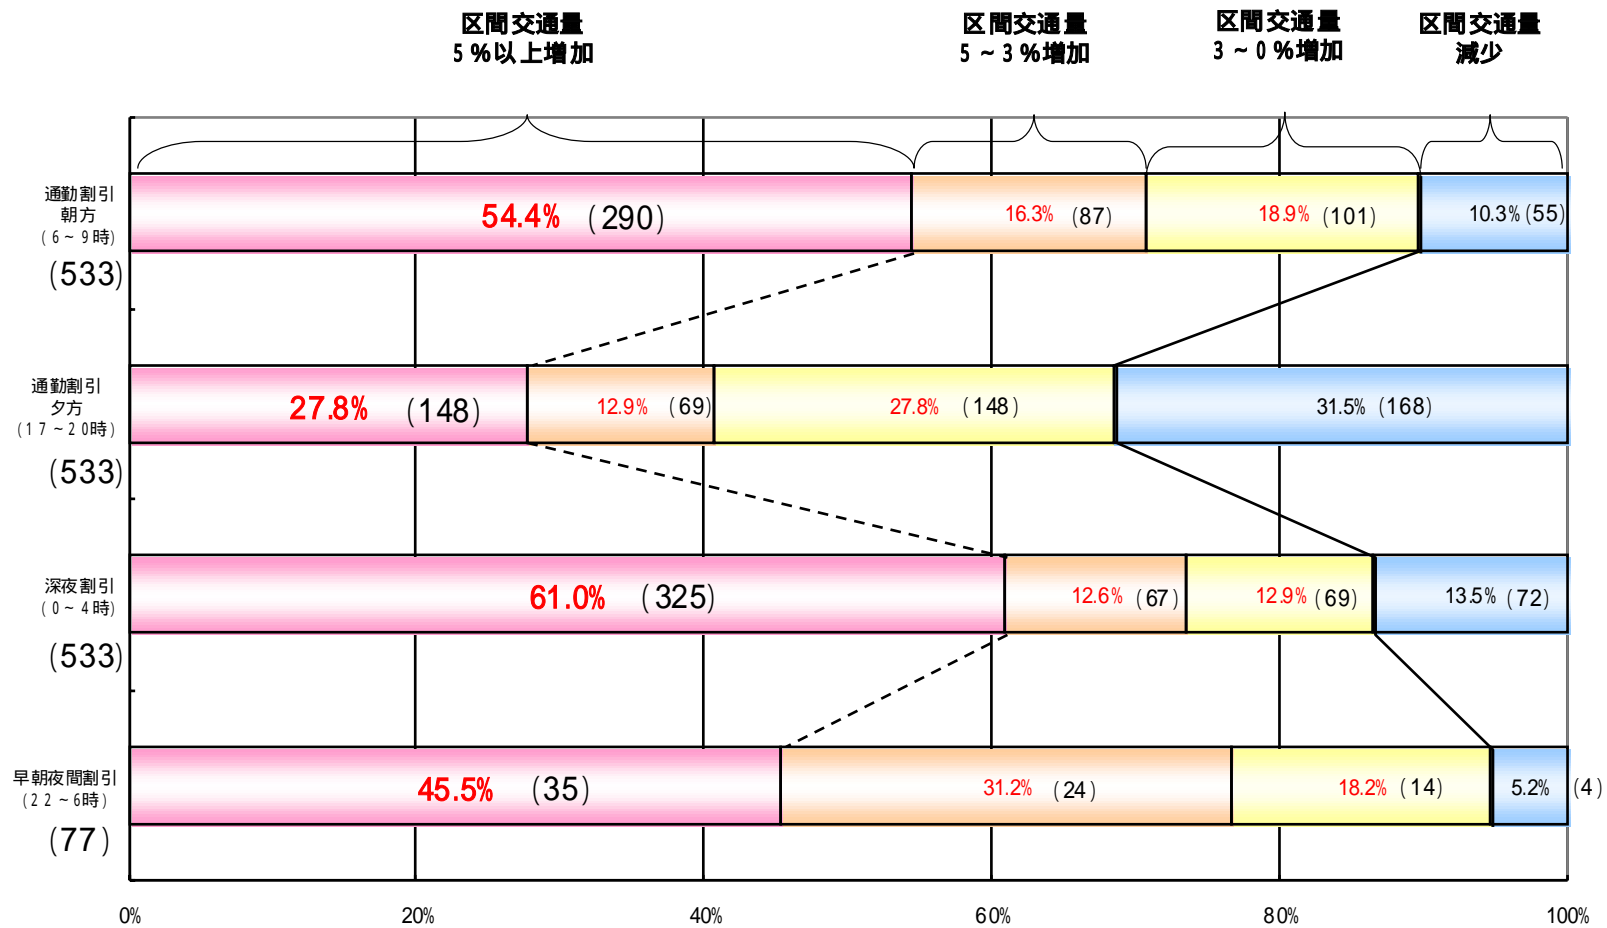 区間交通量
5%以上増加
区間交通量
5~3%増加
区間交通量
3~0%増加
区間交通量
減少
通勤割引
朝方
(6~9時)
(533)
54.4% (290)
16.3% (87)
18.9% (101)
10.3% (55)
通勤割引
夕方
(17~20時)
(533)
27.8% (148)
12.9% (69)
27.8% (148)
31.5% (168)
深夜割引
(0~4時)
(533)
61.0% (325)
12.6% (67)
12.9% (69)
13.5% (72)
早朝夜間割引
(22~6時)
(77)
45.5% (35)
31.2% (24)
18.2% (14)
5.2% (4)
0% 20% 40% 60% 80% 100%